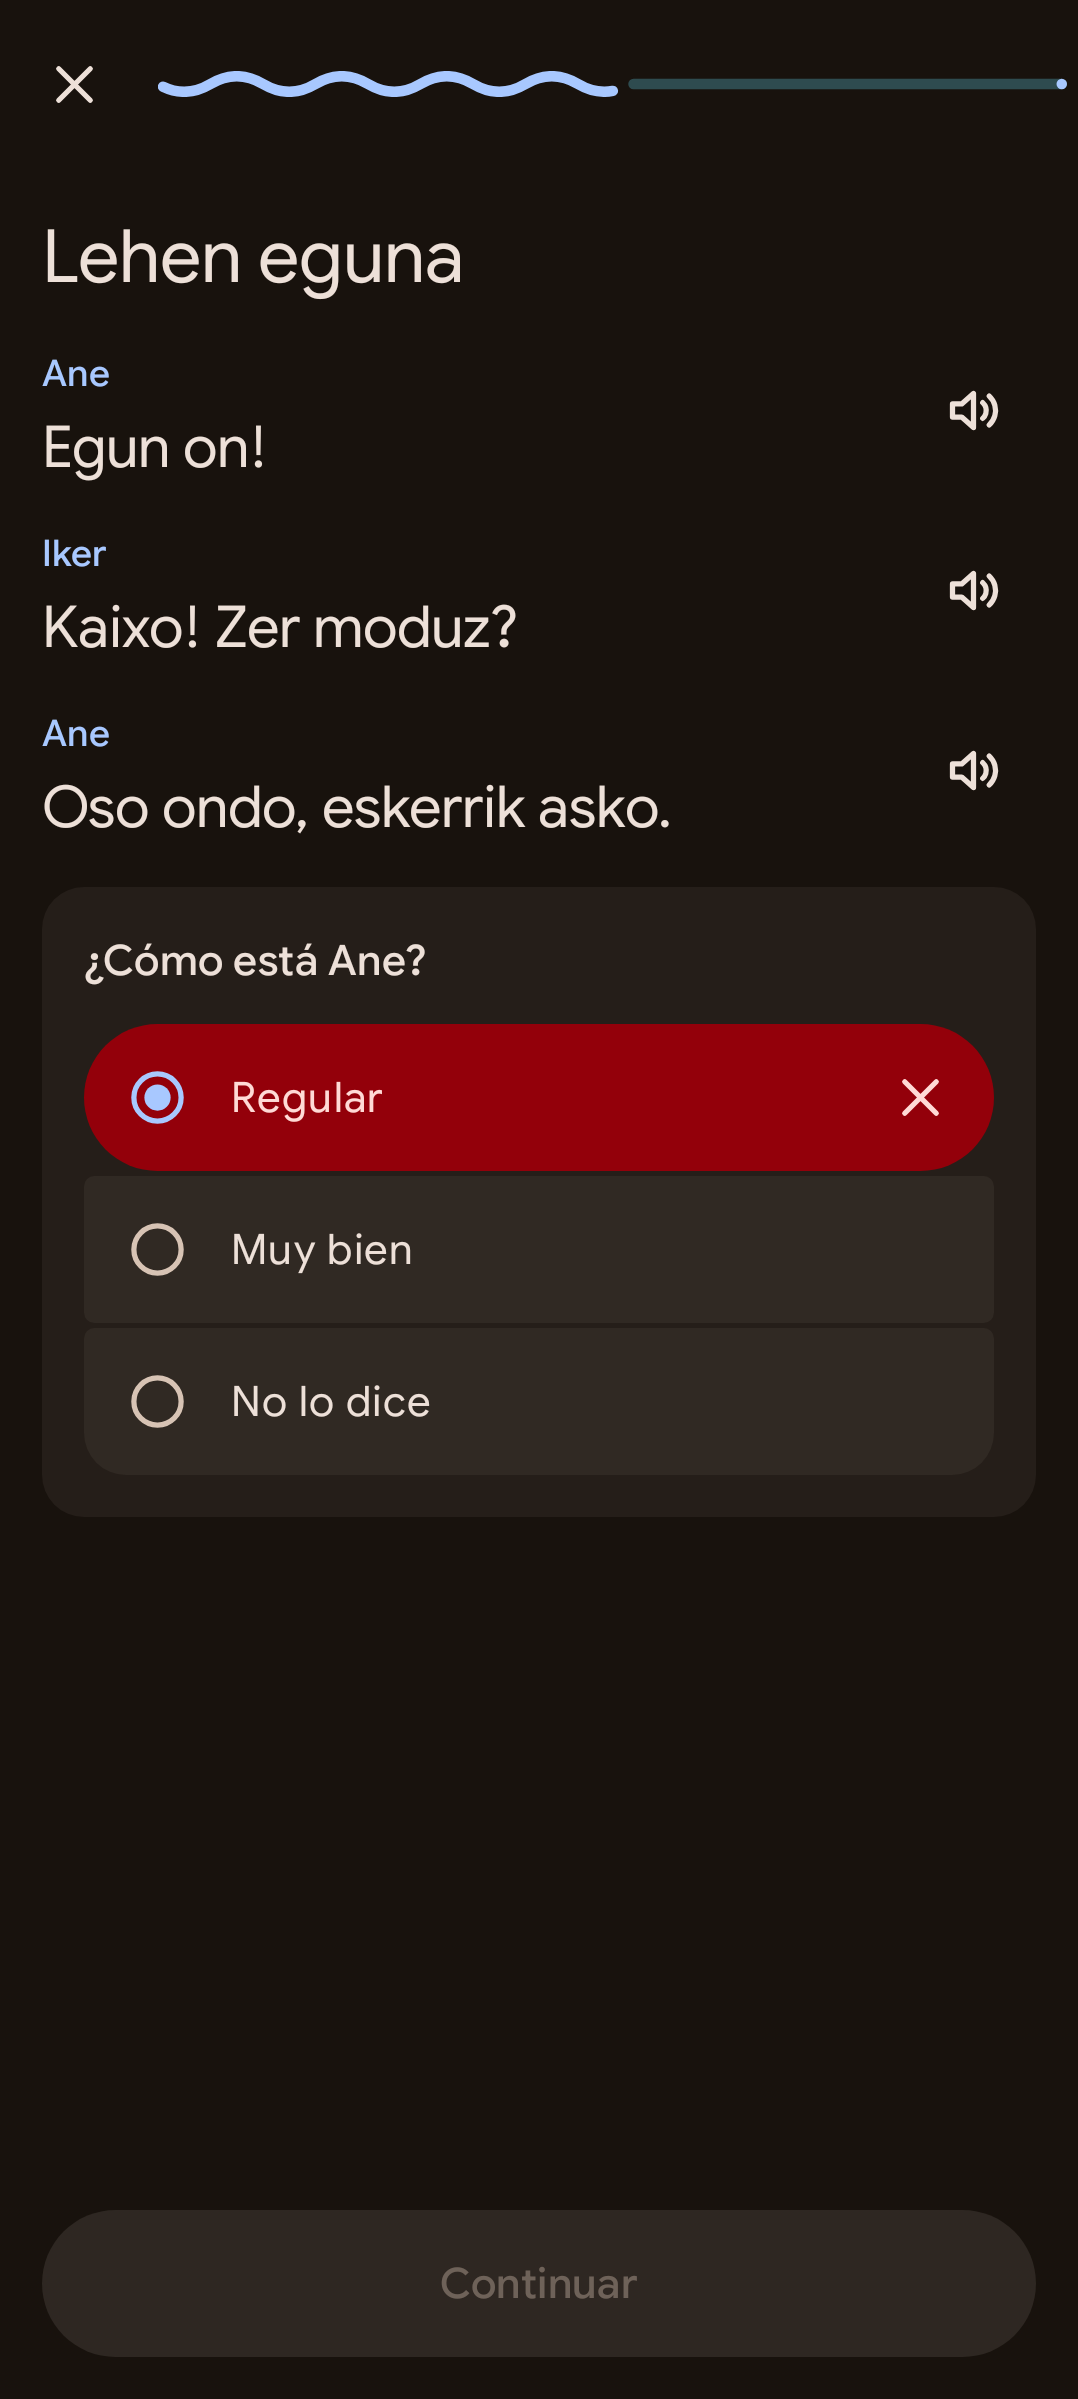 Lehen eguna
Ane
Egun on!
Iker
Kaixo! Zer moduz?
Ane
Oso ondo, eskerrik asko.
¿Cómo está Ane?
Regular
Muy bien
No lo dice
Continuar